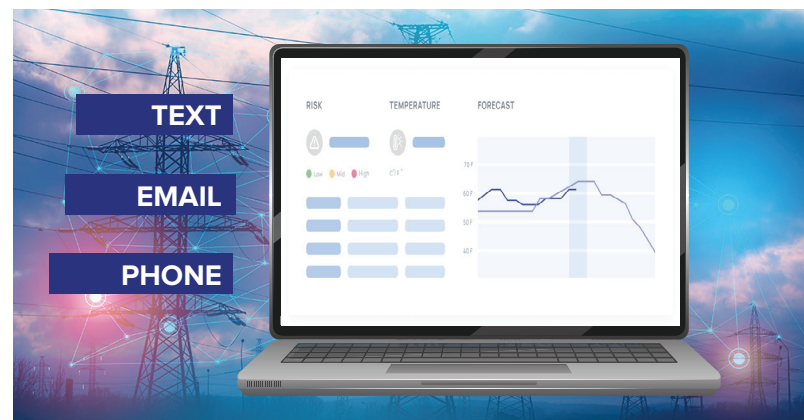 TEXT
EMAIL
PHONE
RISK
TEMPERATURE
FORECAST
Low
Mid
High
70 F
60 F
50 F
40 F